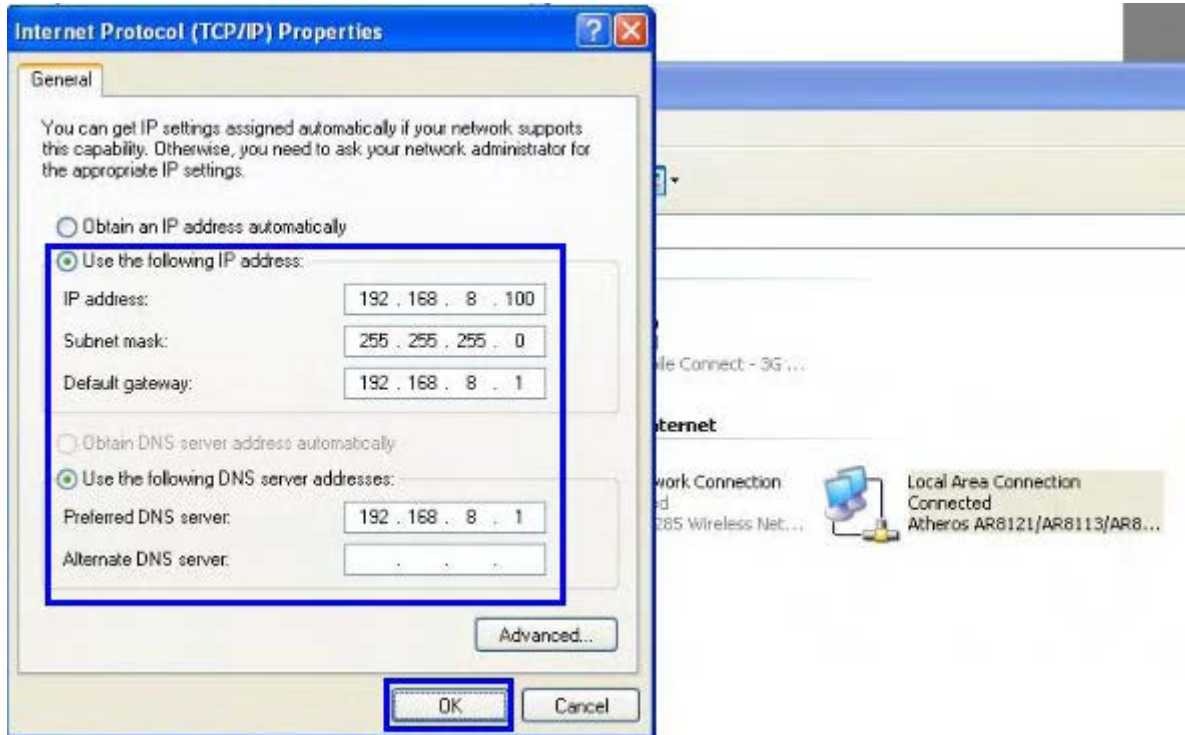 Internet Protocol (TCP/IP) Properties
General
You can get IP settings assigned automatically if your network supports
this capability. Otherwise, you need to ask your network administrator for
the appropriate IP settings.
Obtain an IP address automatically
Use the following IP address:
IP address:
192 . 168 . 8 . 100
Subnet mask:
255 . 255 . 255 . 0
Default gateway:
192 . 168 . 8 . 1
Obtain DNS server address automatically
Use the following DNS server addresses:
Preferred DNS server:
192 . 168 . 8 . 1
Alternate DNS server:
. . .
Advanced...
OK
Cancel
Connect - 3G ...
ternet
work Connection
285 Wireless Net...
Local Area Connection
Connected
Atheros AR8121/AR8113/AR8...